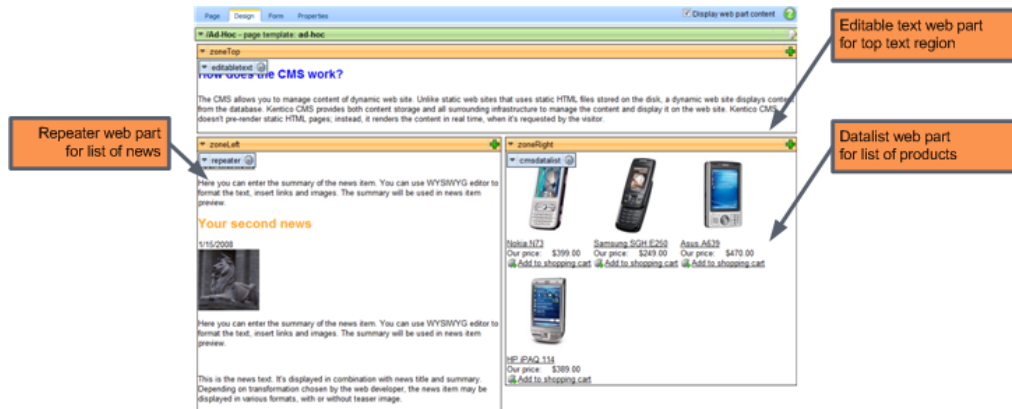 Page Design Form Properties Display web part content
/Ad-Hoc - page template: ad-hoc
zoneTop
editabletext
How does the CMS work?
The CMS allows you to manage content of dynamic web site. Unlike static web sites that uses static HTML files stored on the disk, a dynamic web site displays content
from the database. Kentico CMS provides both content storage and all surrounding infrastructure to manage the content and display it on the web site. Kentico CMS
doesn't pre-render static HTML pages; instead, it renders the content in real time, when it's requested by the visitor.
Editable text web part
for top text region
Repeater web part
for list of news
zoneLeft
repeater
Here you can enter the summary of the news item. You can use WYSIWYG editor to
format the text, insert links and images. The summary will be used in news item
preview.
Your second news
1/15/2008
Here you can enter the summary of the news item. You can use WYSIWYG editor to
format the text, insert links and images. The summary will be used in news item
preview.
This is the news text. It's displayed in combination with news title and summary.
Depending on transformation chosen by the web developer, the news item may be
displayed in various formats, with or without teaser image.
zoneRight
cmsdatalist
Nokia N73 Samsung SGH E250 Asus A639
Our price: $399.00 Our price: $249.00 Our price: $470.00
Add to shopping cart Add to shopping cart Add to shopping cart
HP iPAQ 114
Our price: $389.00
Add to shopping cart
Datalist web part
for list of products